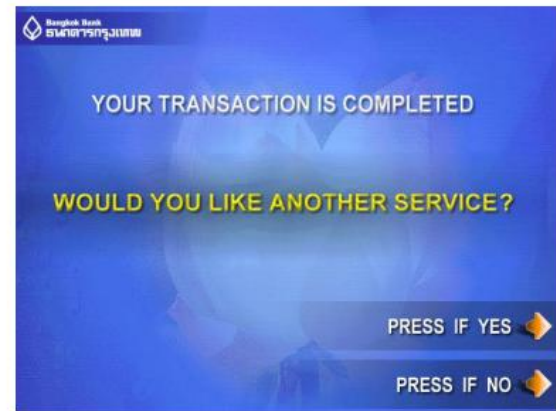 Bangkok Bank
ธนาคารกรุงเทพ
YOUR TRANSACTION IS COMPLETED
WOULD YOU LIKE ANOTHER SERVICE?
PRESS IF YES
PRESS IF NO